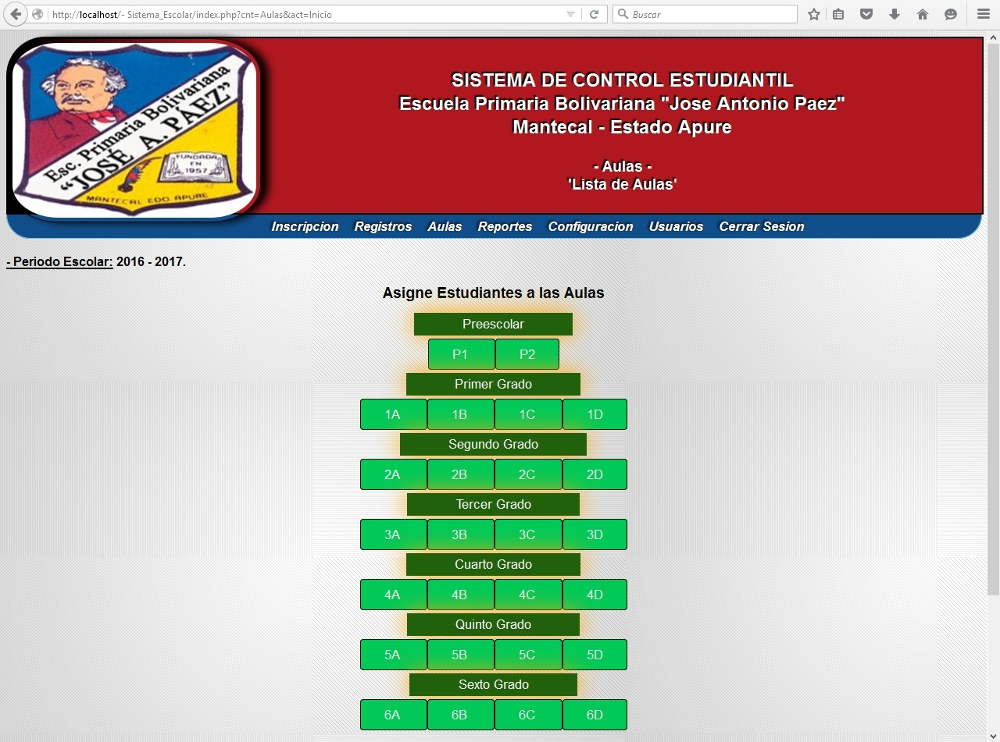 http://localhost/- Sistema_Escolar/index.php?cnt=Aulas&act=Inicio
Buscar
Esc. Primaria Bolivariana
"JOSÉ A. PAEZ"
FUNDADA
EN
1957
MANTECAL EDO APURE
SISTEMA DE CONTROL ESTUDIANTIL
Escuela Primaria Bolivariana "Jose Antonio Paez"
Mantecal - Estado Apure
- Aulas -
'Lista de Aulas'
Inscripcion Registros Aulas Reportes Configuracion Usuarios Cerrar Sesion
- Periodo Escolar: 2016 - 2017.
Asigne Estudiantes a las Aulas
Preescolar
P1 P2
Primer Grado
1A 1B 1C 1D
Segundo Grado
2A 2B 2C 2D
Tercer Grado
3A 3B 3C 3D
Cuarto Grado
4A 4B 4C 4D
Quinto Grado
5A 5B 5C 5D
Sexto Grado
6A 6B 6C 6D